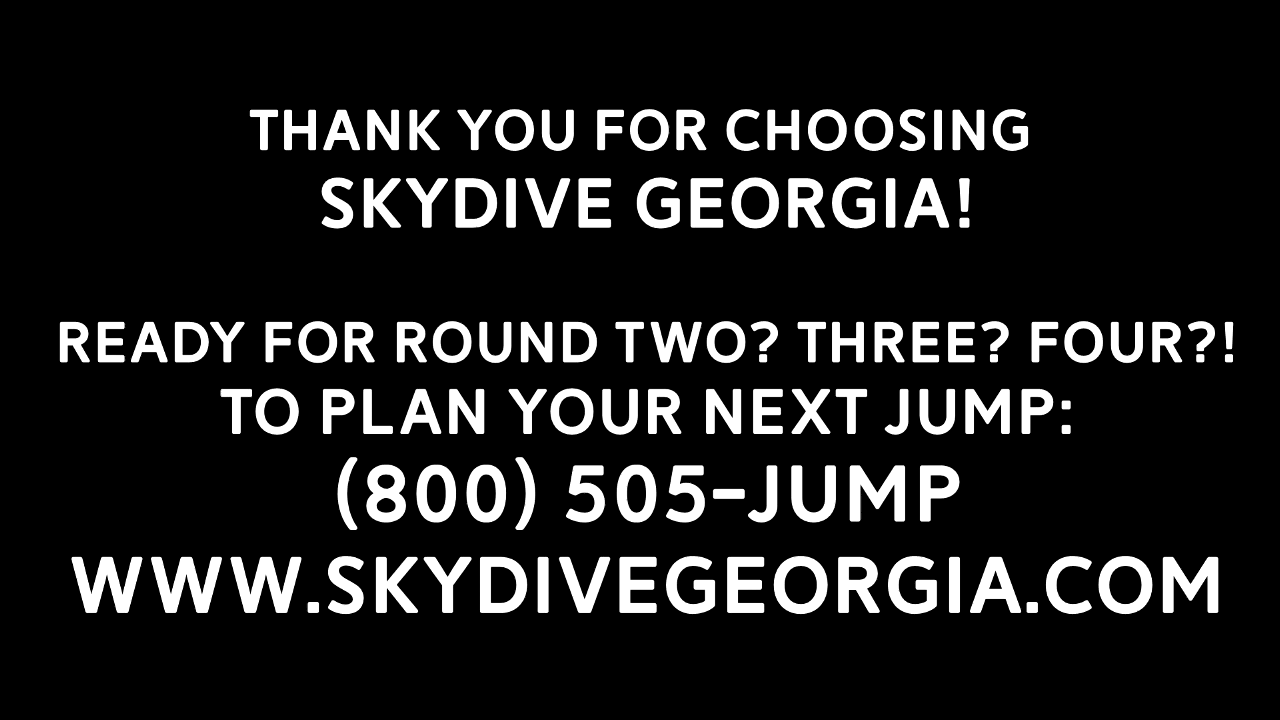 THANK YOU FOR CHOOSING
SKYDIVE GEORGIA!
READY FOR ROUND TWO? THREE? FOUR?!
TO PLAN YOUR NEXT JUMP:
(800) 505-JUMP
WWW.SKYDIVEGEORGIA.COM